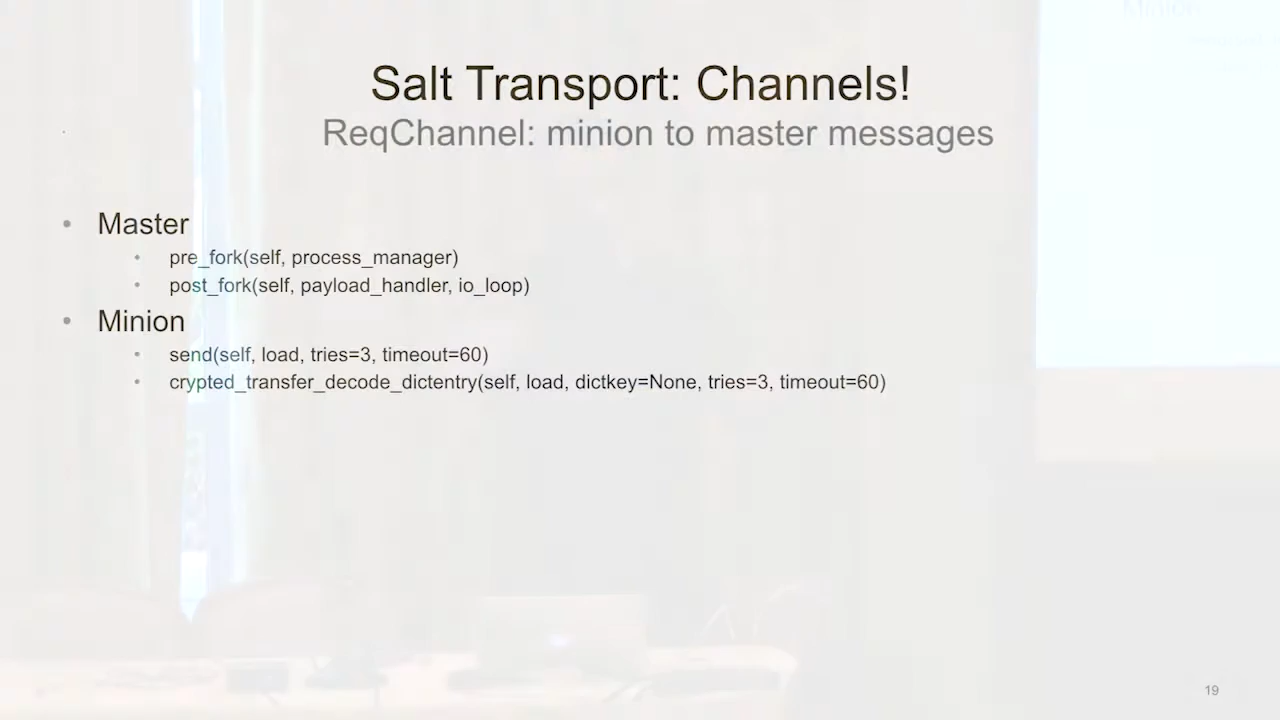 Salt Transport: Channels!
ReqChannel: minion to master messages
• Master
• pre_fork(self, process_manager)
• post_fork(self, payload_handler, io_loop)
• Minion
• send(self, load, tries=3, timeout=60)
• crypted_transfer_decode_dictentry(self, load, dictkey=None, tries=3, timeout=60)
Minion
19